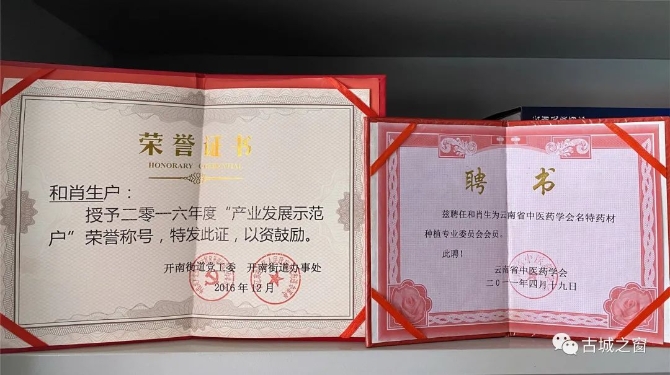 荣誉证书
HONORARY
和肖生户：
授予二零一六年度“产业发展示范
户”荣誉称号，特发此证，以资鼓励。
开南街道党工委 开南街道办事处
2016年12月
聘 书
兹聘任和肖生为云南省中医药学会名特药材
种植专业委员会会员。
此聘！
云南省中医药学会
二〇一一年四月十九日
古城之窗